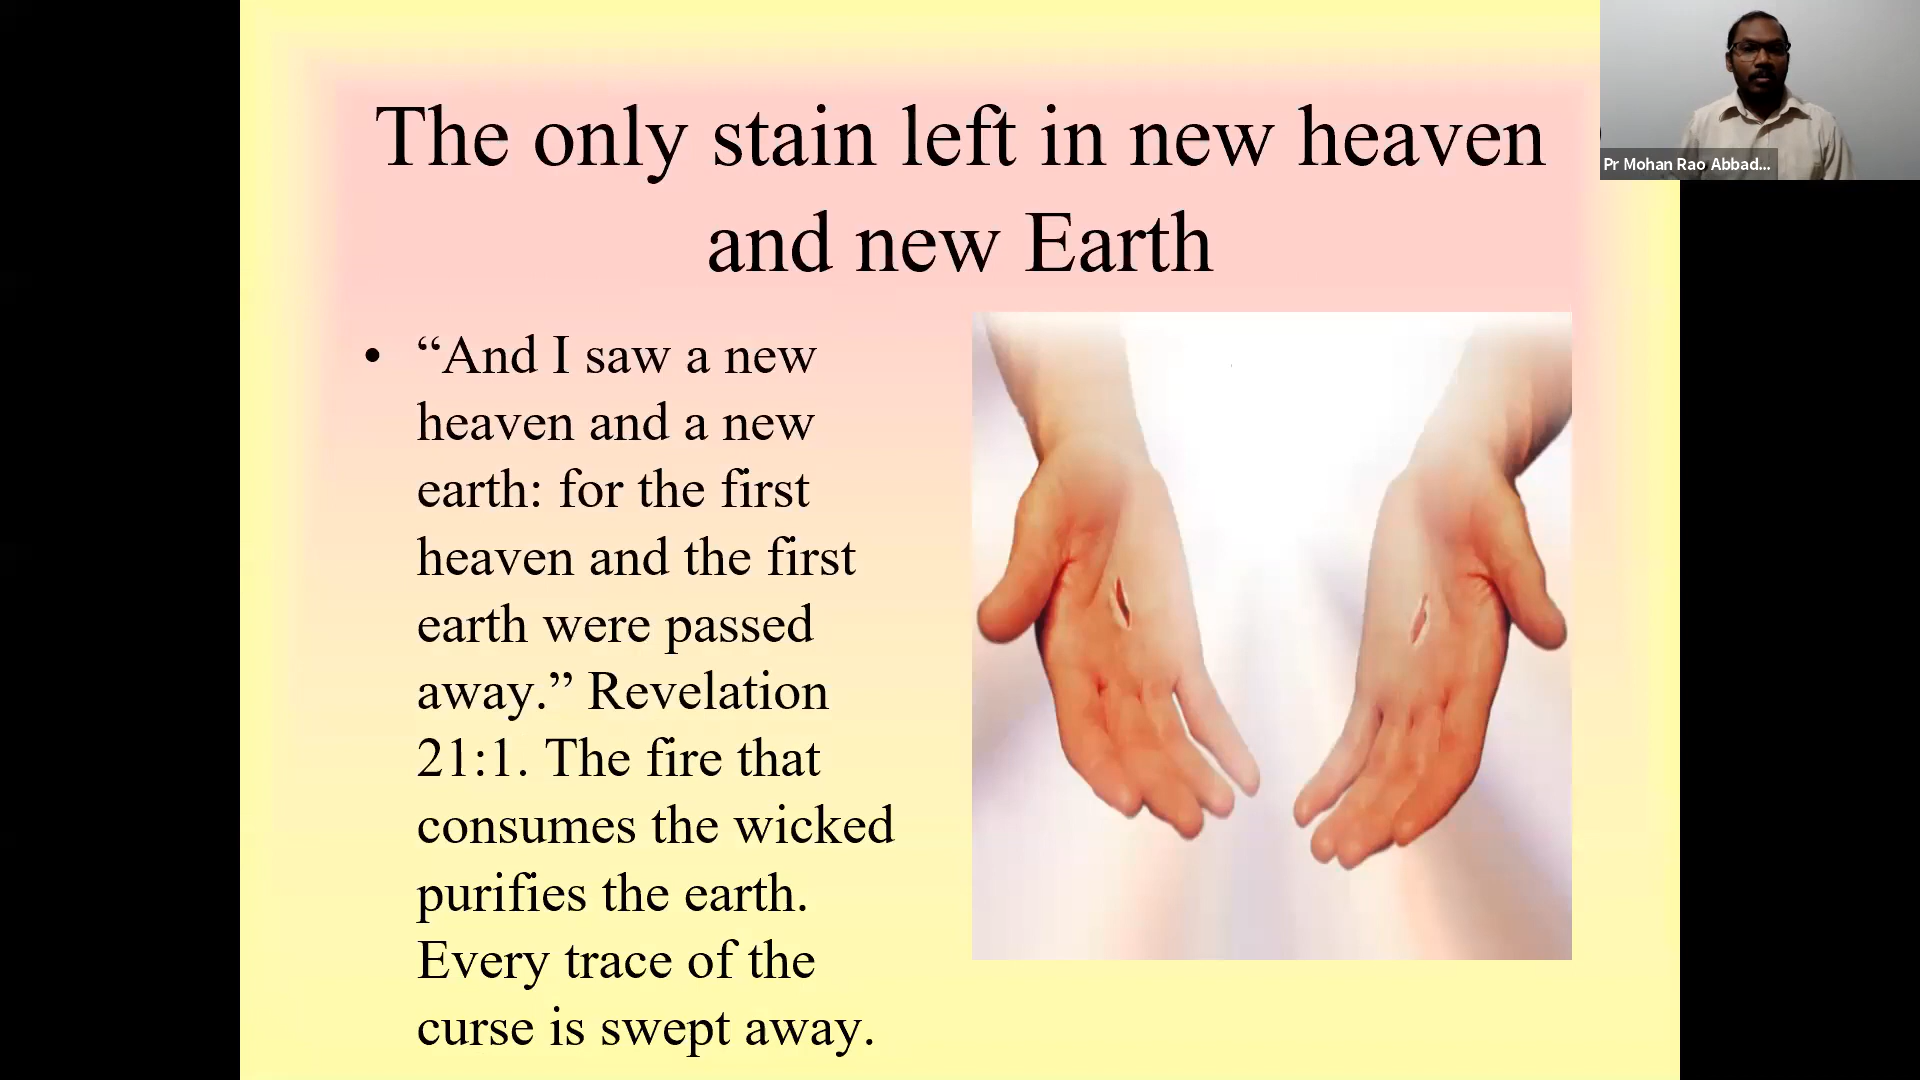 The only stain left in new heaven
and new Earth
Pr Mohan Rao Abbad...
• “And I saw a new
heaven and a new
earth: for the first
heaven and the first
earth were passed
away.” Revelation
21:1. The fire that
consumes the wicked
purifies the earth.
Every trace of the
curse is swept away.